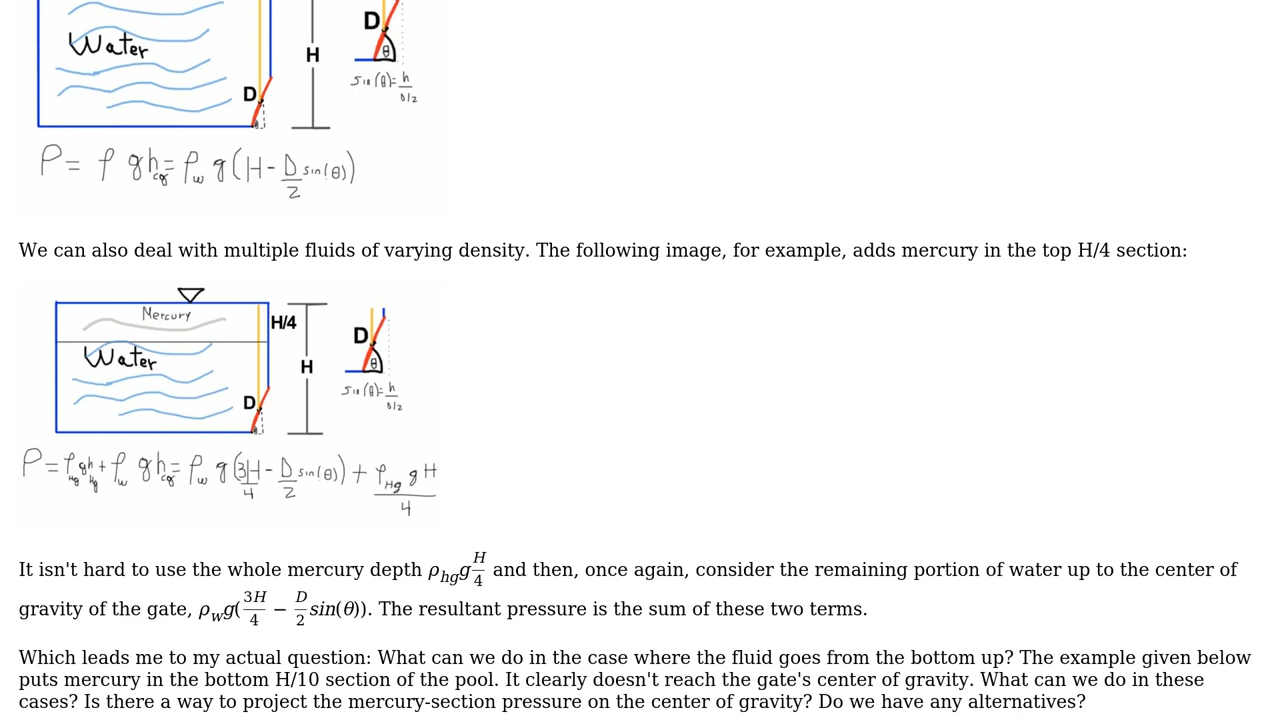 D
Water
H
θ
sin(θ)=h
D/2
D
P= ρ gh_cg= ρ_w g(H-D/2 sin(θ))
We can also deal with multiple fluids of varying density. The following image, for example, adds mercury in the top H/4 section:
Mercury
H/4
D
Water
H
θ
sin(θ)=h
D/2
D
P=ρ_Hg gh_Hg+ρ_w gh_cg= ρ_w g(3H/4-D/2 sin(θ))+ρ_Hg gH/4
It isn't hard to use the whole mercury depth ρ_hg g H/4 and then, once again, consider the remaining portion of water up to the center of
gravity of the gate, ρ_w g(3H/4 − D/2 sin(θ)). The resultant pressure is the sum of these two terms.
Which leads me to my actual question: What can we do in the case where the fluid goes from the bottom up? The example given below
puts mercury in the bottom H/10 section of the pool. It clearly doesn't reach the gate's center of gravity. What can we do in these
cases? Is there a way to project the mercury-section pressure on the center of gravity? Do we have any alternatives?